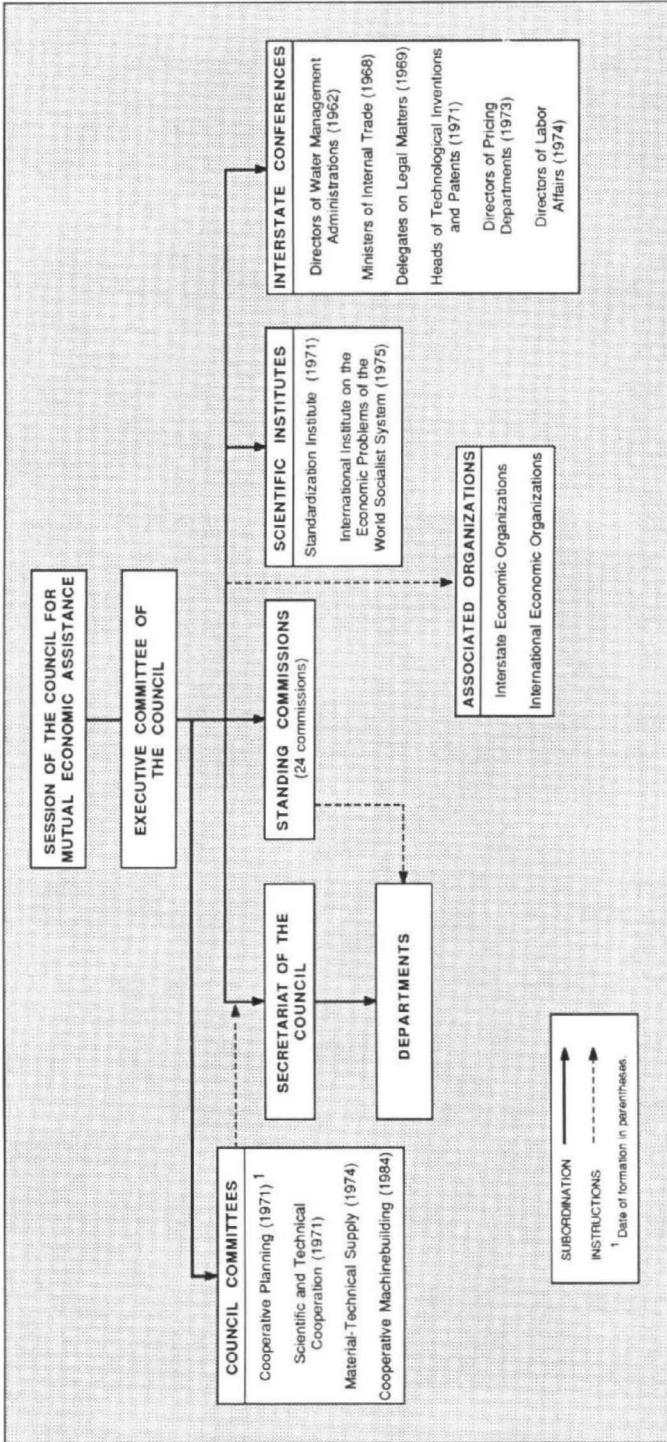 SESSION OF THE COUNCIL FOR
MUTUAL ECONOMIC ASSISTANCE
EXECUTIVE COMMITTEE OF
THE COUNCIL
COUNCIL COMMITTEES
Cooperative Planning (1971) 1
Scientific and Technical
Cooperation (1971)
Material-Technical Supply (1974)
Cooperative Machinebuilding (1984)
SECRETARIAT OF THE
COUNCIL
STANDING COMMISSIONS
(24 commissions)
SCIENTIFIC INSTITUTES
Standardization Institute (1971)
International Institute on the
Economic Problems of the
World Socialist System (1975)
INTERSTATE CONFERENCES
Directors of Water Management
Administrations (1962)
Ministers of Internal Trade (1968)
Delegates on Legal Matters (1969)
Heads of Technological Inventions
and Patents (1971)
Directors of Pricing
Departments (1973)
Directors of Labor
Affairs (1974)
DEPARTMENTS
ASSOCIATED ORGANIZATIONS
Interstate Economic Organizations
International Economic Organizations
SUBORDINATION
INSTRUCTIONS
1 Date of formation in parentheses.